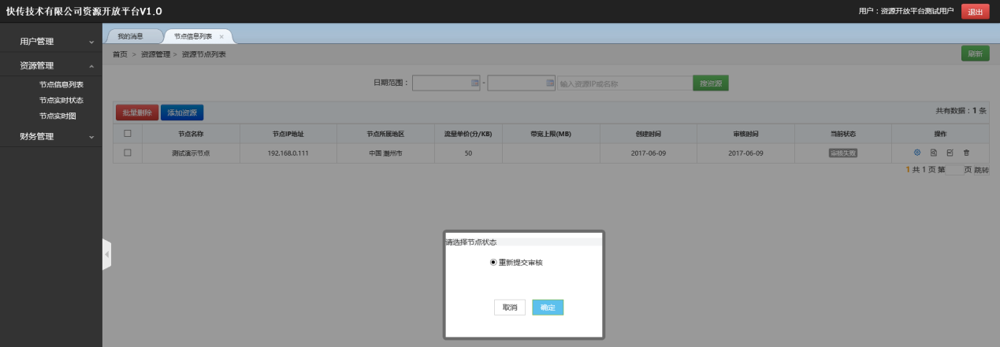 快传技术有限公司资源开放平台V1.0
用户：资源开放平台测试用户 退出
用户管理
资源管理
节点信息列表
节点实时状态
节点实时图
财务管理
我的消息 节点信息列表 ×
首页 > 资源管理 > 资源节点列表 刷新
日期范围： - 输入资源IP或名称 搜资源
批量删除 添加资源 共有数据：1 条
节点名称 节点IP地址 节点所属地区 流量单价(分/KB) 带宽上限(MB) 创建时间 审核时间 当前状态 操作
测试演示节点 192.168.0.111 中国 潮州市 50 2017-06-09 2017-06-09 审核失败
1 共 1 页 第 页 跳转
请选择节点状态
重新提交审核
取消 确定